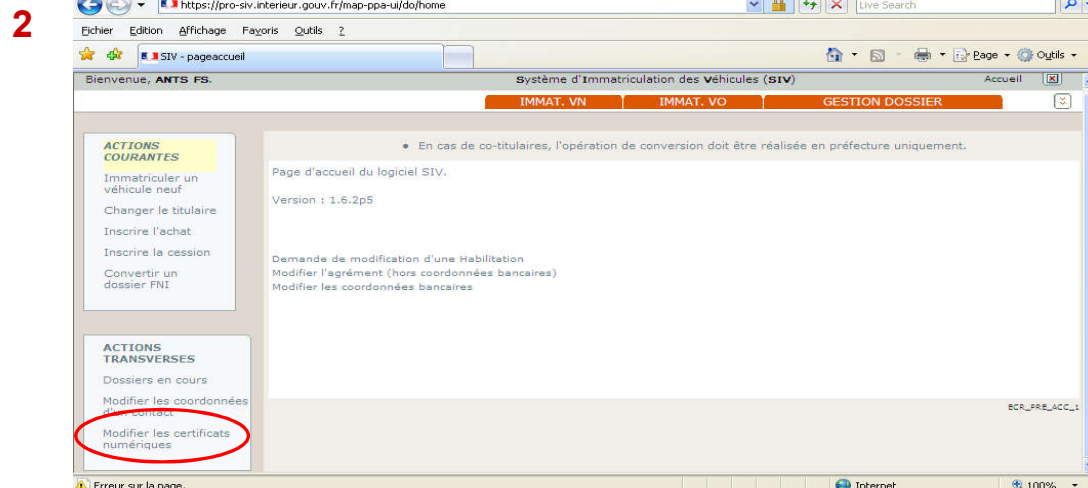 2
https://pro-siv.interieur.gouv.fr/map-ppa-ui/do/home
Live Search
Fichier Edition Affichage Favoris Outils ?
SIV - pageaccueil
Page
Outils
Bienvenue, ANTS FS.
Système d'Immatriculation des Véhicules (SIV)
Accueil
IMMAT. VN
IMMAT. VO
GESTION DOSSIER
ACTIONS
COURANTES
Immatriculer un
véhicule neuf
Changer le titulaire
Inscrire l'achat
Inscrire la cession
Convertir un
dossier FNI
• En cas de co-titulaires, l'opération de conversion doit être réalisée en préfecture uniquement.
Page d'accueil du logiciel SIV.
Version : 1.6.2p5
Demande de modification d'une Habilitation
Modifier l'agrément (hors coordonnées bancaires)
Modifier les coordonnées bancaires
ACTIONS
TRANSVERSES
Dossiers en cours
Modifier les coordonnées
d'un contact
Modifier les certificats
numériques
ECR_PRE_ACC_1
Erreur sur la page.
Internet
100%